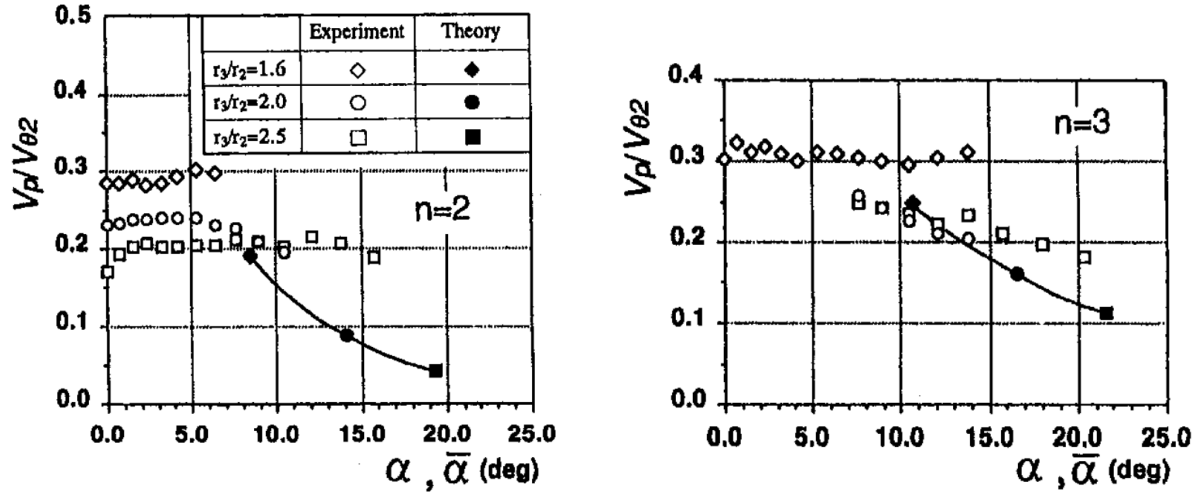 Experiment Theory
r₃/r₂=1.6
r₃/r₂=2.0
r₃/r₂=2.5
n=2
0.5
0.4
0.3
0.2
0.1
0.0
Vp/Vθ2
0.0 5.0 10.0 15.0 20.0 25.0
α , ᾱ (deg)
n=3
0.4
0.3
0.2
0.1
0.0
Vp/Vθ2
0.0 5.0 10.0 15.0 20.0 25.0
α , ᾱ (deg)